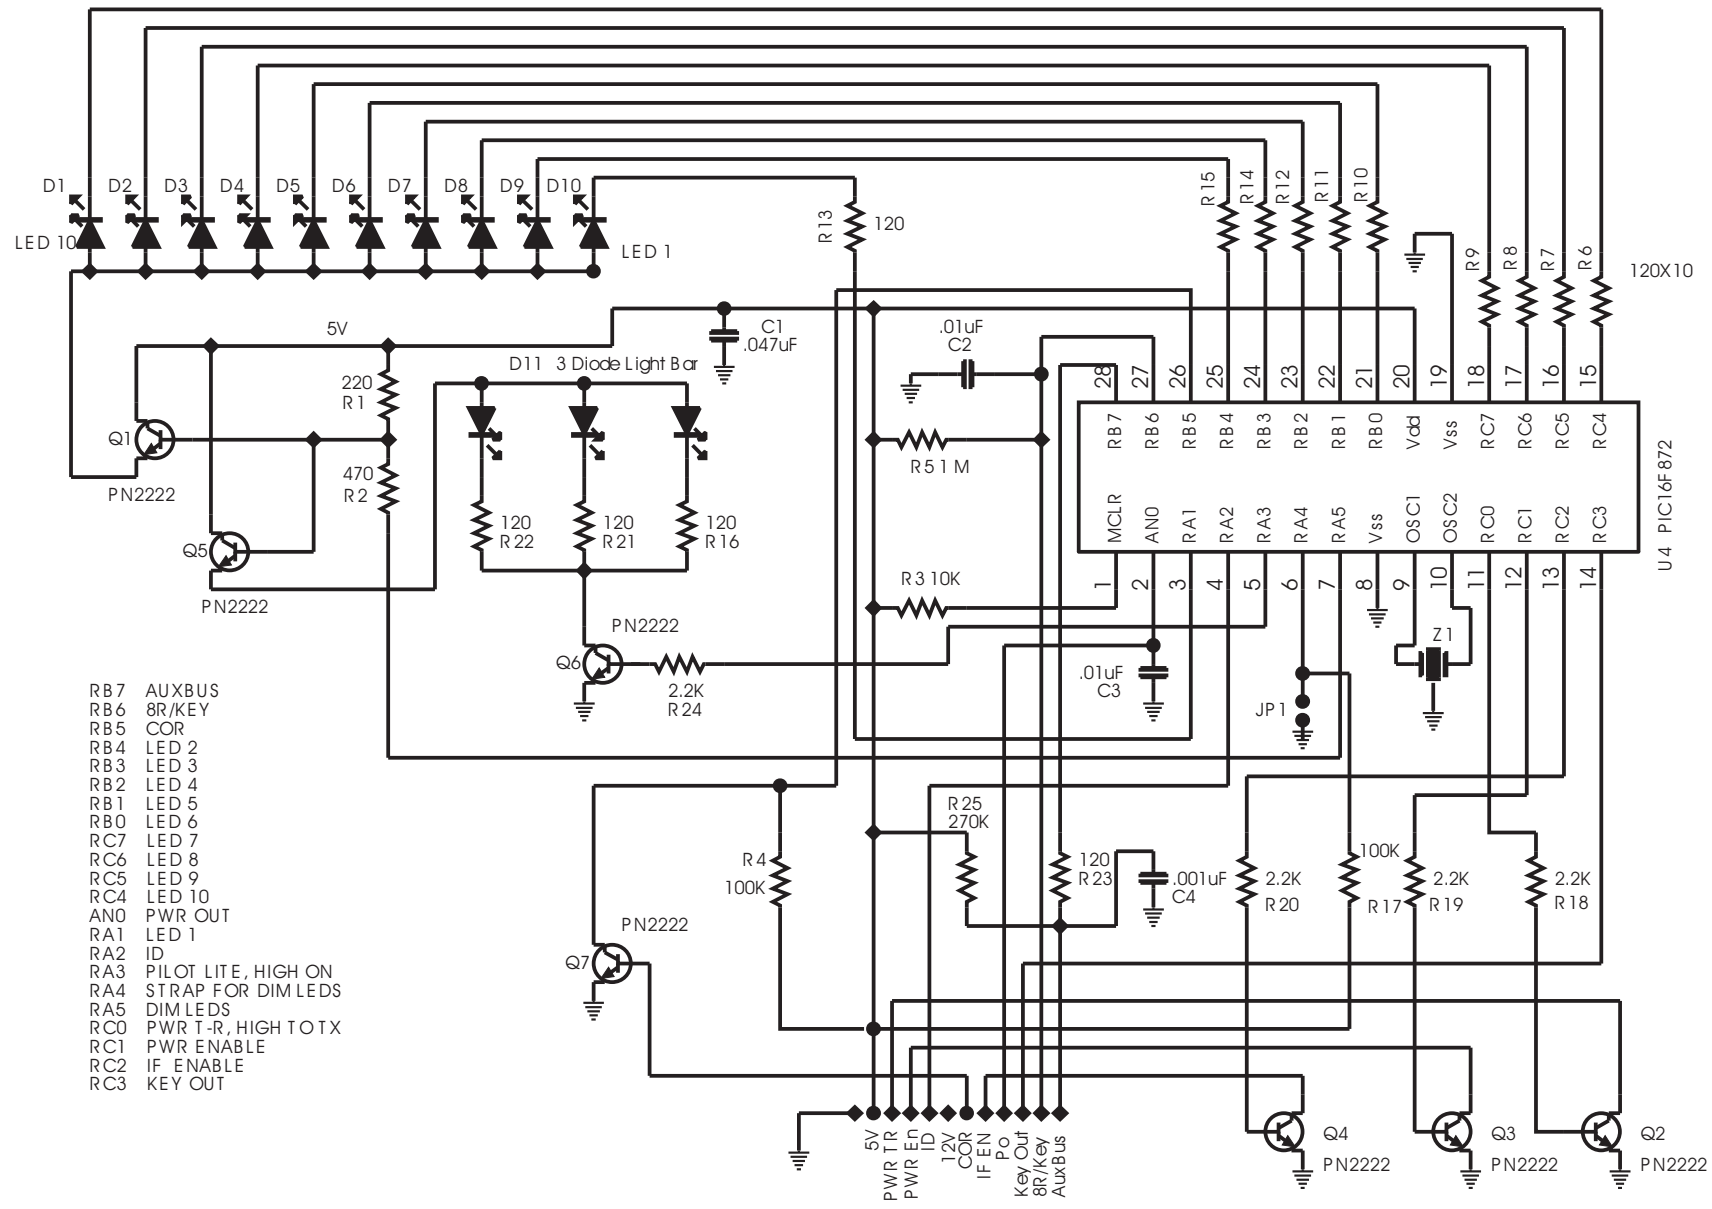 D1 D2 D3 D4 D5 D6 D7 D8 D9 D10
LED 10
LED 1
R13
120
R15
R14
R12
R11
R10
R9
R8
R7
R6
120X10
5V
C1
.047uF
.01uF
C2
D11 3 Diode Light Bar
220
R1
Q1
PN2222
470
R2
Q5
PN2222
120
R22
120
R21
120
R16
R5 1 M
28 27 26 25 24 23 22 21 20 19 18 17 16 15
RB7 RB6 RB5 RB4 RB3 RB2 RB1 RB0 Vdd Vss RC7 RC6 RC5 RC4
MCLR AN0 RA1 RA2 RA3 RA4 RA5 Vss OSC1 OSC2 RC0 RC1 RC2 RC3
1 2 3 4 5 6 7 8 9 10 11 12 13 14
U4 PIC16F872
R3 10K
PN2222
Q6
2.2K
R24
.01uF
C3
JP1
Z1
RB7 AUXBUS
RB6 8R/KEY
RB5 COR
RB4 LED 2
RB3 LED 3
RB2 LED 4
RB1 LED 5
RB0 LED 6
RC7 LED 7
RC6 LED 8
RC5 LED 9
RC4 LED 10
AN0 PWR OUT
RA1 LED 1
RA2 ID
RA3 PILOT LITE, HIGH ON
RA4 STRAP FOR DIM LEDS
RA5 DIM LEDS
RC0 PWR T-R, HIGH TO TX
RC1 PWR ENABLE
RC2 IF ENABLE
RC3 KEY OUT
R4
100K
R25
270K
120
R23
.001uF
C4
2.2K
R20
100K
R17
2.2K
R19
2.2K
R18
PN2222
Q7
5V
PWR TR
PWR En
ID
12V
COR
IF EN
Po
Key Out
8R/Key
AuxBus
Q4
PN2222
Q3
PN2222
Q2
PN2222